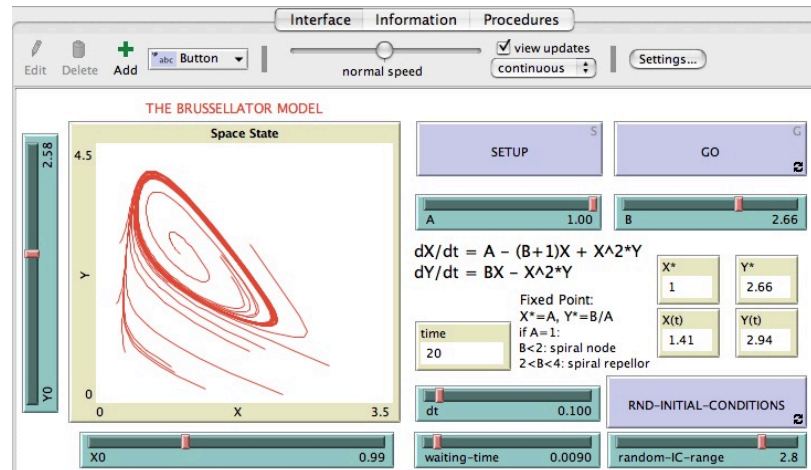 Interface Information Procedures
Edit Delete Add abc Button normal speed view updates continuous Settings...
THE BRUSSELLATOR MODEL
Space State
4.5
Y
0
0 X 3.5
2.58
Y0
X0 0.99
SETUP S
GO G
A 1.00
B 2.66
dX/dt = A - (B+1)X + X^2*Y
dY/dt = BX - X^2*Y
Fixed Point:
X*=A, Y*=B/A
if A=1:
B<2: spiral node
2<B<4: spiral repellor
X*
1
Y*
2.66
X(t)
1.41
Y(t)
2.94
time
20
dt 0.100
RND-INITIAL-CONDITIONS
waiting-time 0.0090
random-IC-range 2.8